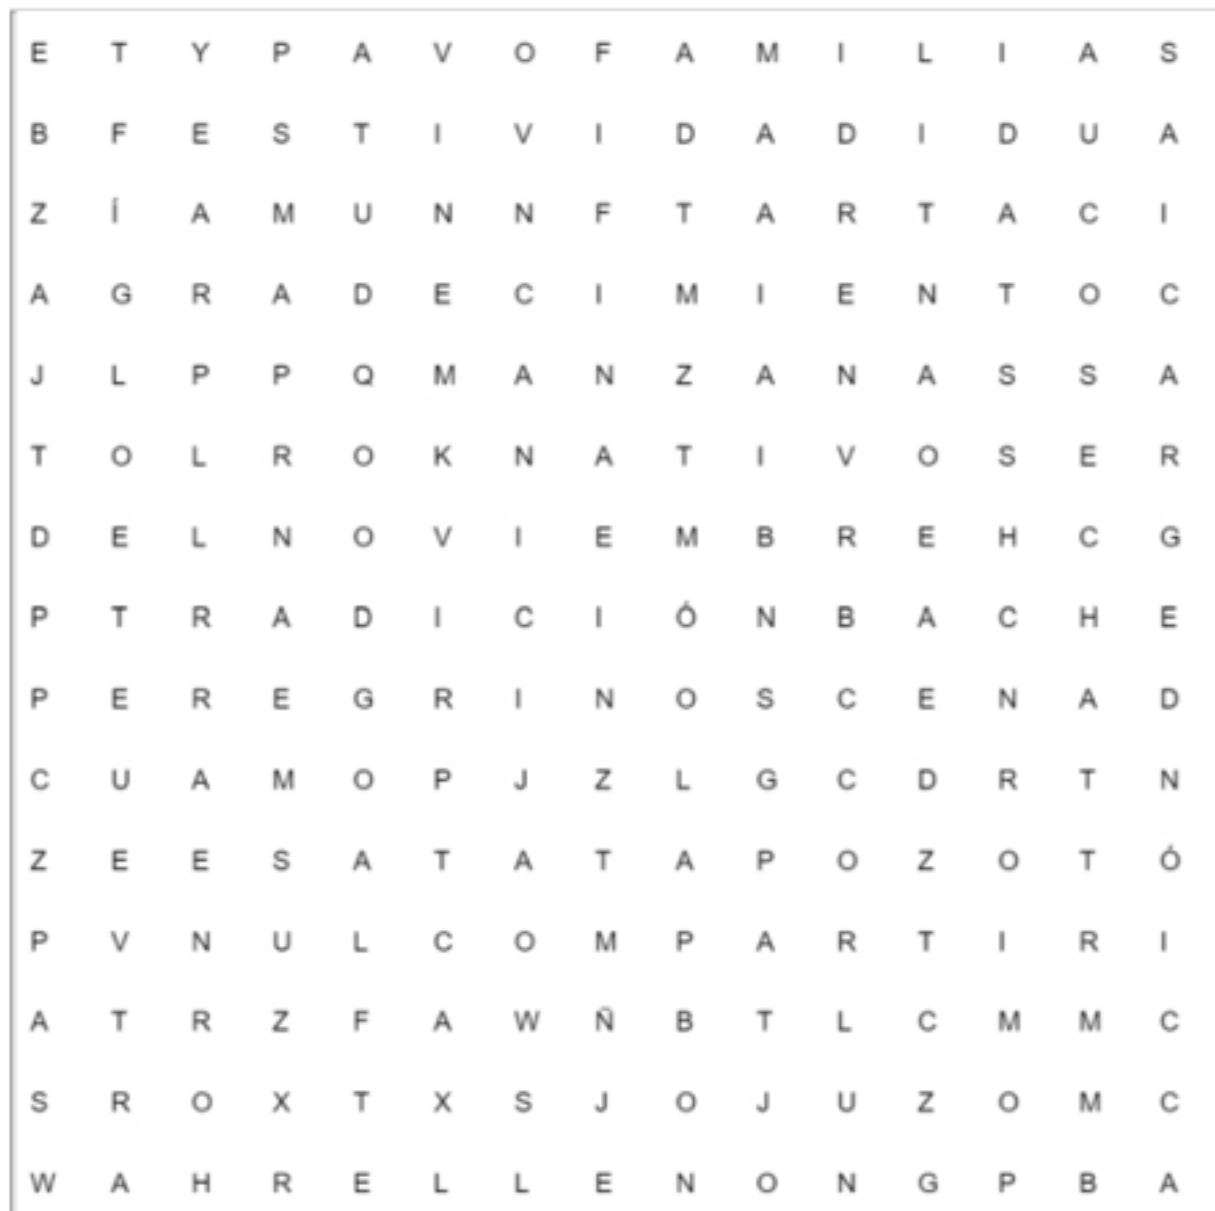 E T Y P A V O F A M I L I A S
B F E S T I V I D A D I D U A
Z Í A M U N N F T A R T A C I
A G R A D E C I M I E N T O C
J L P P Q M A N Z A N A S S A
T O L R O K N A T I V O S E R
D E L N O V I E M B R E H C G
P T R A D I C I Ó N B A C H E
P E R E G R I N O S C E N A D
C U A M O P J Z L G C D R T N
Z E E S A T A T A P O Z O T Ó
P V N U L C O M P A R T I R I
A T R Z F A W Ñ B T L C M M C
S R O X T X S J O J U Z O M C
W A H R E L L E N O N G P B A